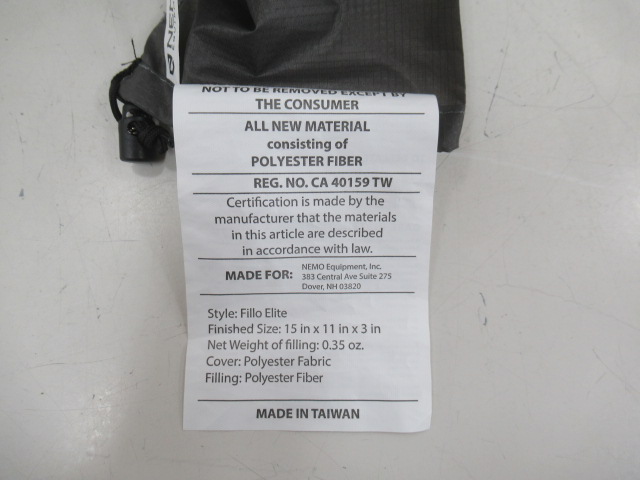 NEMO
NOT TO BE REMOVED EXCEPT BY
THE CONSUMER
ALL NEW MATERIAL
consisting of
POLYESTER FIBER
REG. NO. CA 40159 TW
Certification is made by the
manufacturer that the materials
in this article are described
in accordance with law.
MADE FOR:
NEMO Equipment, Inc.
383 Central Ave Suite 275
Dover, NH 03820
Style: Fillo Elite
Finished Size: 15 in x 11 in x 3 in
Net Weight of filling: 0.35 oz.
Cover: Polyester Fabric
Filling: Polyester Fiber
MADE IN TAIWAN